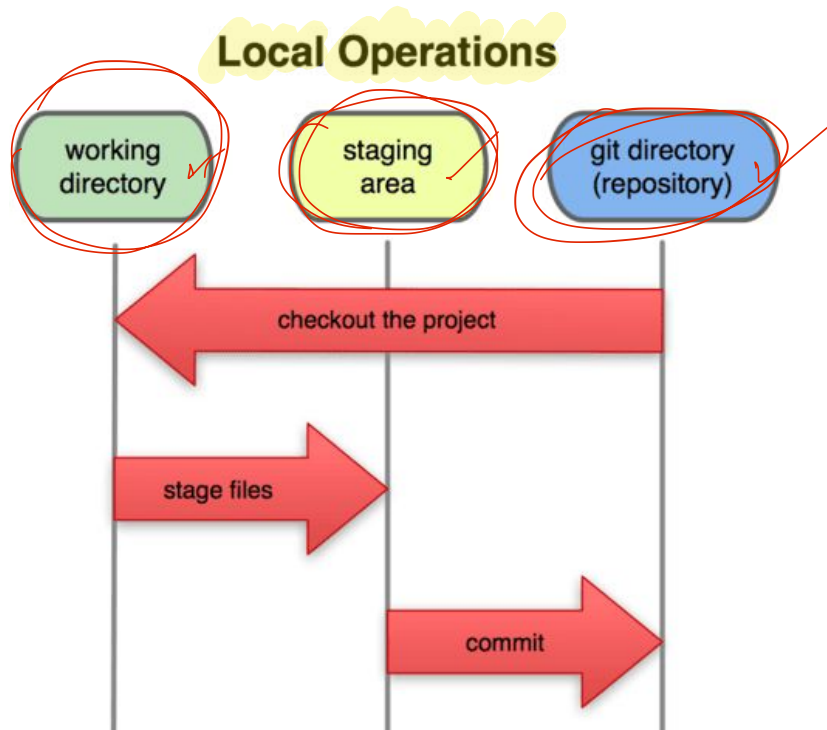 Local Operations
working
directory
staging
area
git directory
(repository)
checkout the project
stage files
commit